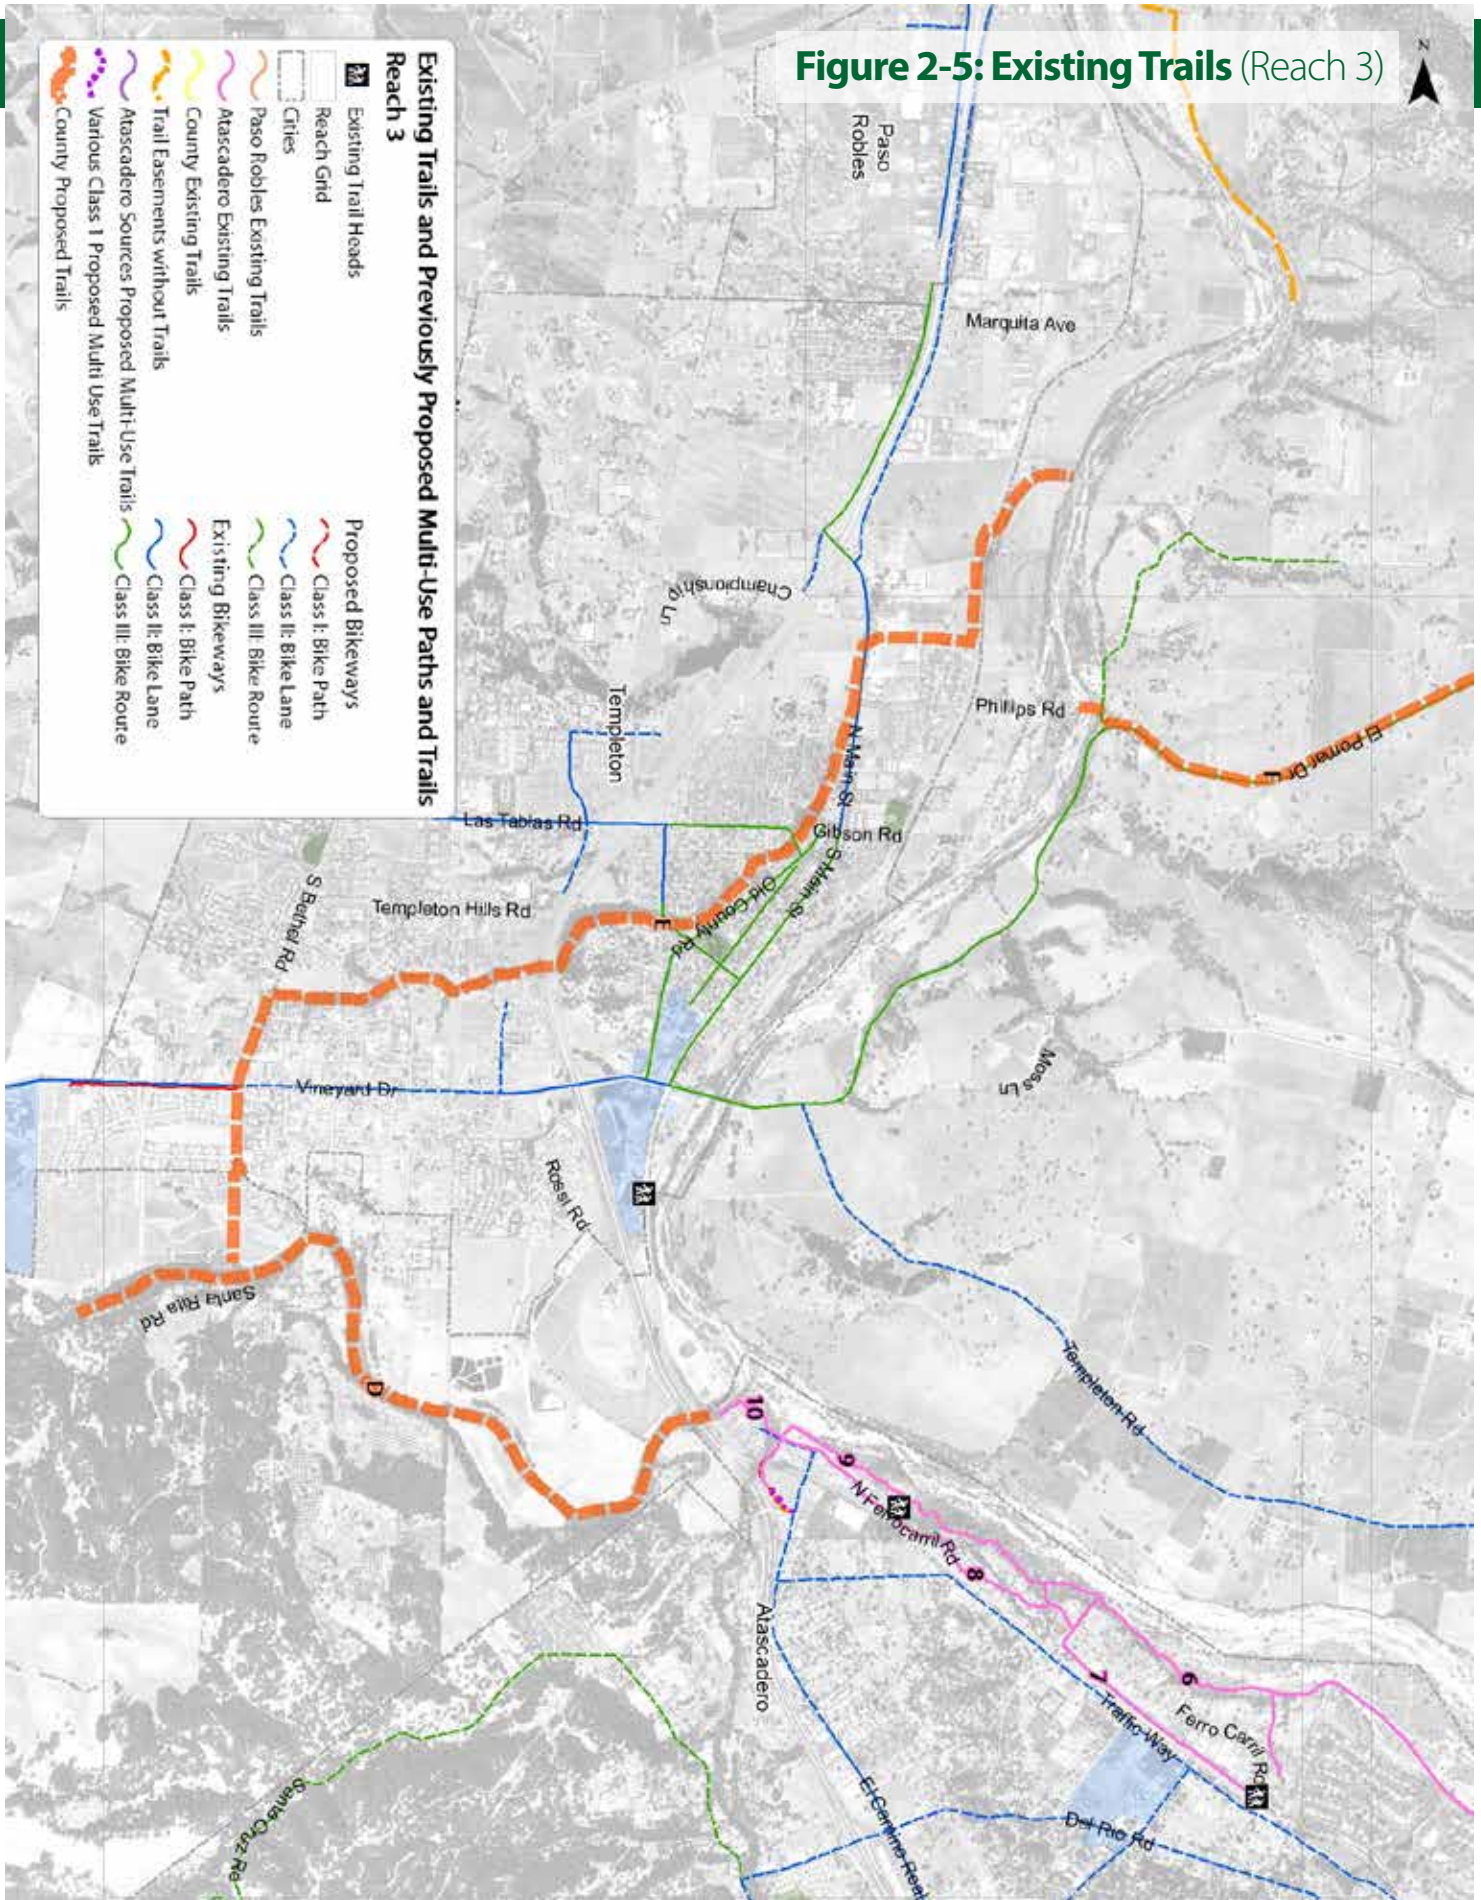 Figure 2-5: Existing Trails (Reach 3)
N
Existing Trails and Previously Proposed Multi-Use Paths and Trails
Reach 3
Existing Trail Heads
Reach Grid
Cities
Paso Robles Existing Trails
Atascadero Existing Trails
County Existing Trails
Trail Easements without Trails
Atascadero Sources Proposed Multi-Use Trails
Various Class 1 Proposed Multi Use Trails
County Proposed Trails
Proposed Bikeways
Class I: Bike Path
Class II: Bike Lane
Class III: Bike Route
Existing Bikeways
Class I: Bike Path
Class II: Bike Lane
Class III: Bike Route
Paso
Robles
Marquita Ave
Championship
Ln
Templeton
Phillips Rd
El Pomar Dr
N Main St
Las Tablas Rd
Gibson Rd
S Main St
Old County Rd
E
S Bethel Rd
Templeton Hills Rd
Moss Ln
Vineyard Dr
Rossi Rd
Santa Rita Rd
D
Templeton Rd
10
9
N Ferrocarril Rd
8
Atascadero
7
6
Traffic Way
Ferro Carril Rd
El Camino Real
Del Rio Rd
Santa Cruz Rd